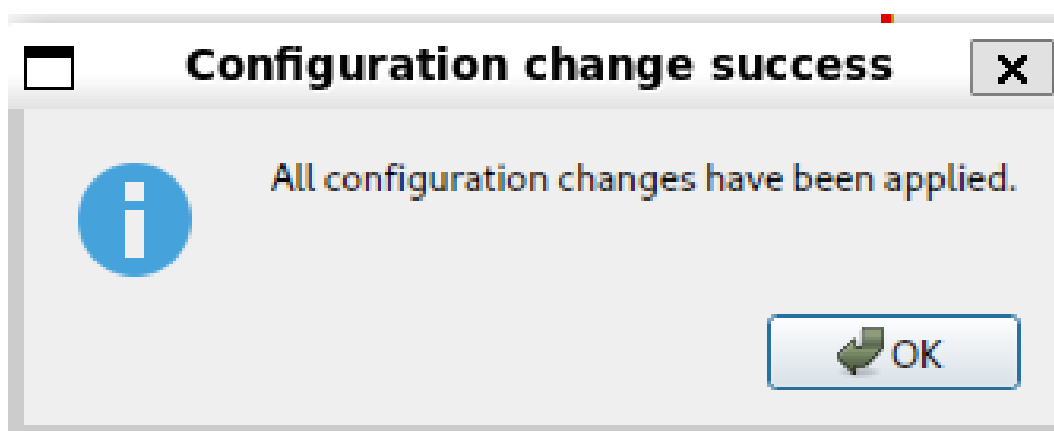 Configuration change success
All configuration changes have been applied.
OK